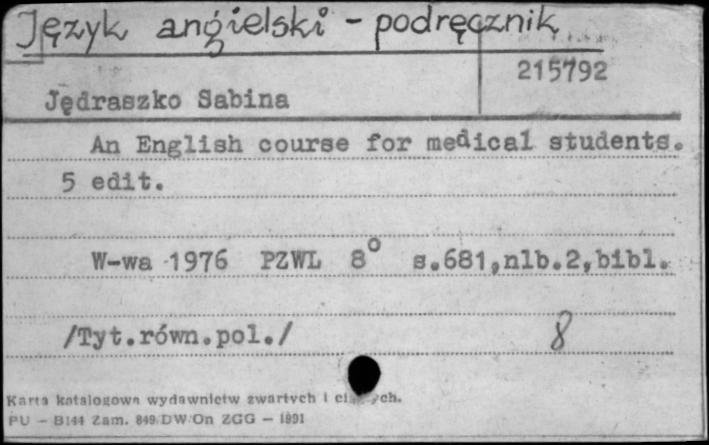 Język angielski - podręcznik
215792
Jędraszko Sabina
An English course for medical students.
5 edit.
W-wa 1976 PZWL 8° s.681,nlb.2,bibl.
/Tyt.równ.pol./ 8
Karta katalogowa wydawnictw zwartych i ch.
PU - B144 Zam. 849/DW/On ZGG - 1891